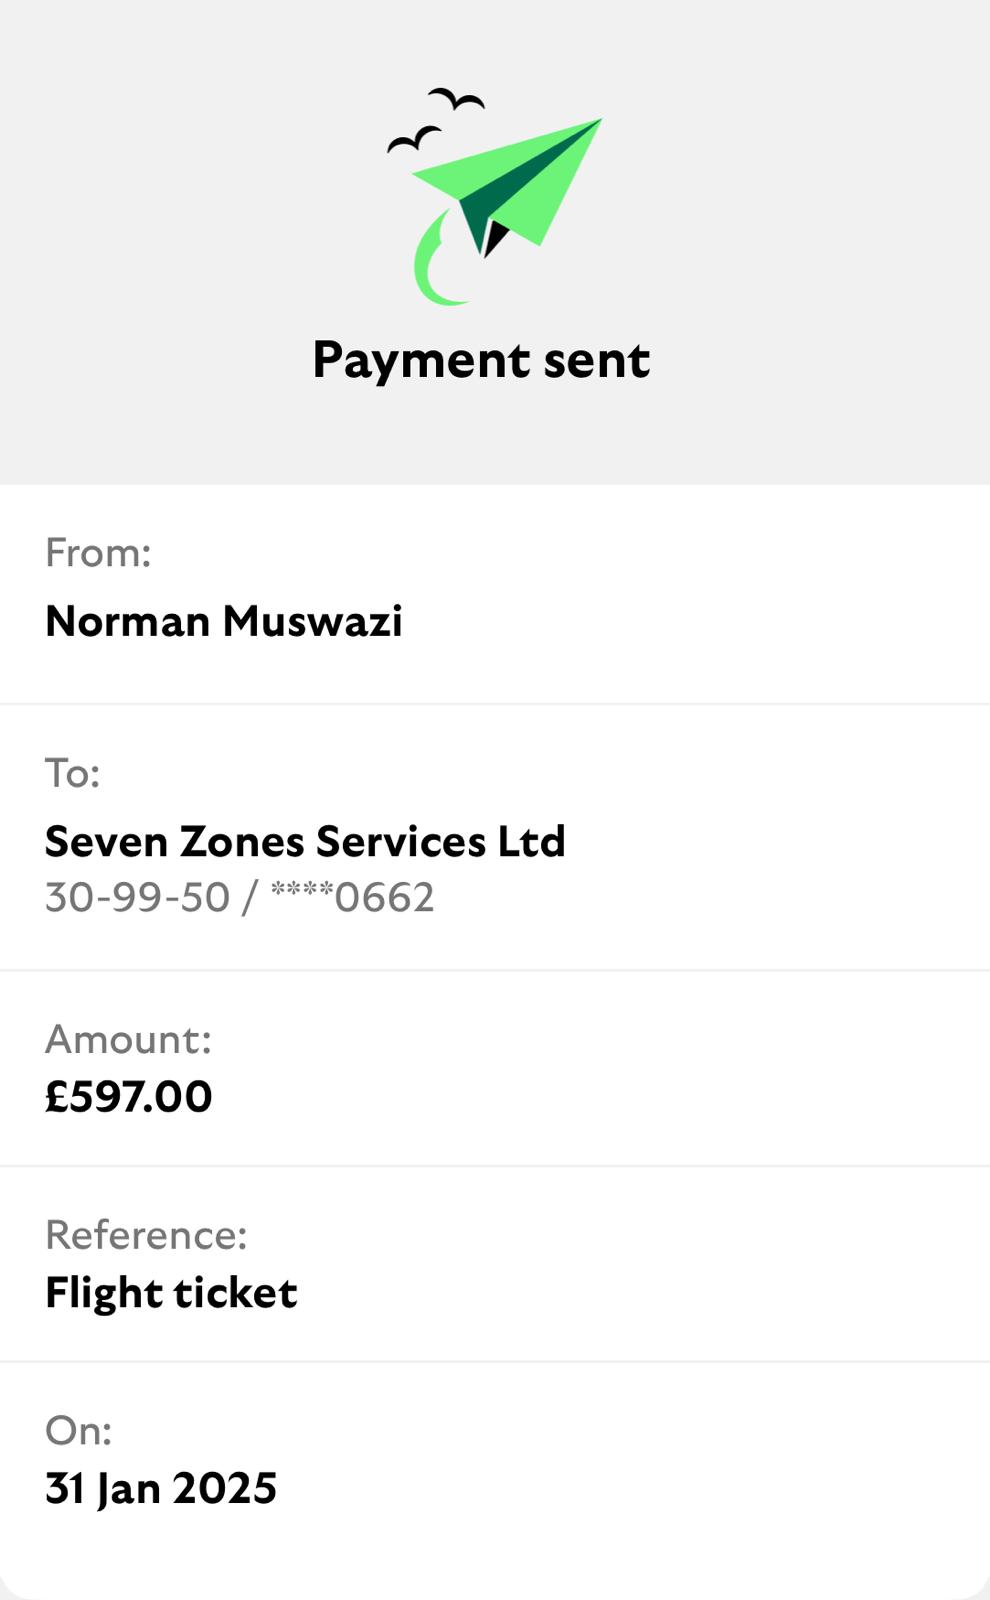 Payment sent
From:
Norman Muswazi
To:
Seven Zones Services Ltd
30-99-50 / ****0662
Amount:
£597.00
Reference:
Flight ticket
On:
31 Jan 2025